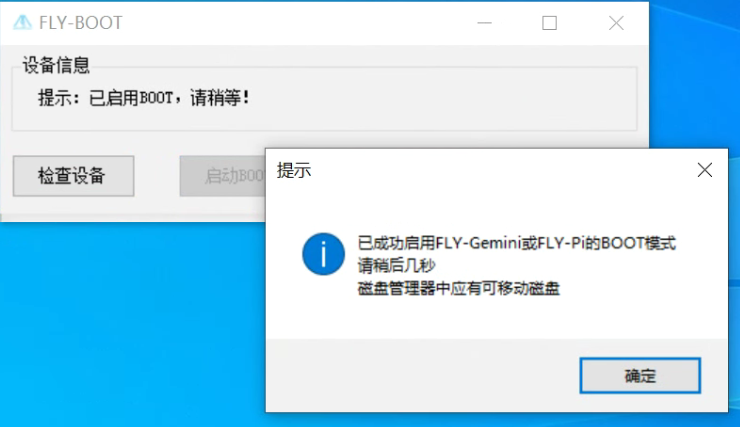 FLY-BOOT
设备信息
提示：已启用BOOT，请稍等！
检查设备
启动BOO
提示
已成功启用FLY-Gemini或FLY-Pi的BOOT模式
请稍后几秒
磁盘管理器中应有可移动磁盘
确定